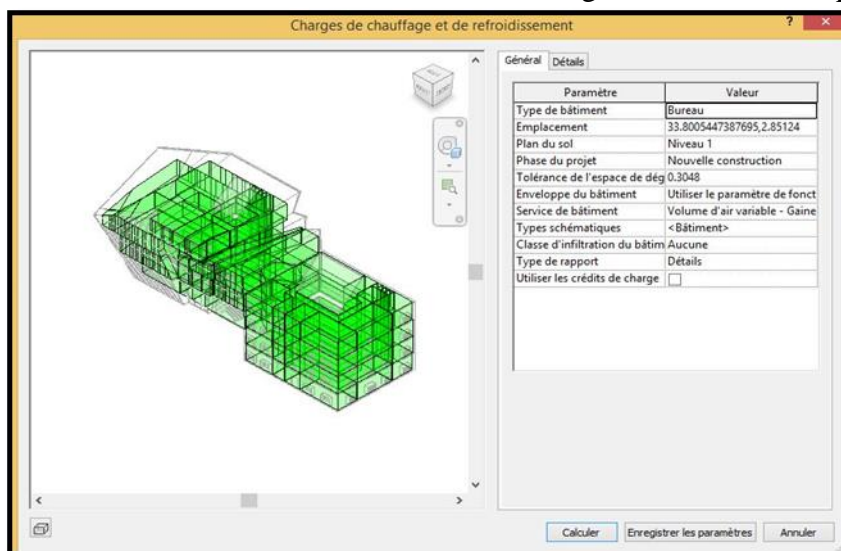 Charges de chauffage et de refroidissement
Général Détails
Paramètre Valeur
Type de bâtiment Bureau
Emplacement 33.8005447387695,2.85124
Plan du sol Niveau 1
Phase du projet Nouvelle construction
Tolérance de l'espace de dég 0.3048
Enveloppe du bâtiment Utiliser le paramètre de fonct
Service de bâtiment Volume d'air variable - Gaine
Types schématiques <Bâtiment>
Classe d'infiltration du bâtim Aucune
Type de rapport Détails
Utiliser les crédits de charge
Calculer Enregistrer les paramètres Annuler